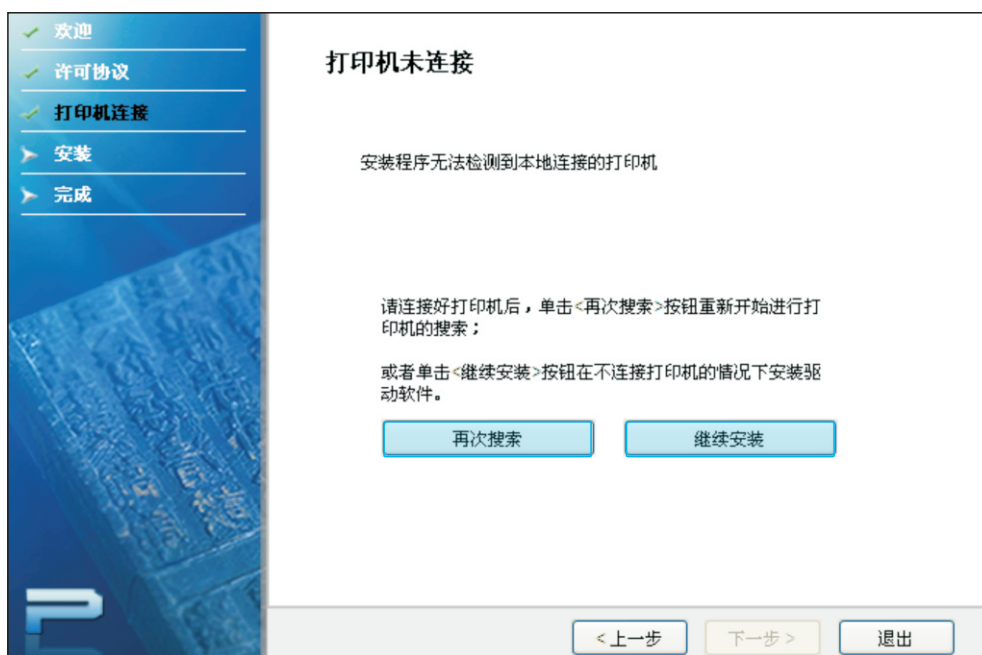 欢迎
许可协议
打印机连接
安装
完成
打印机未连接
安装程序无法检测到本地连接的打印机
请连接好打印机后，单击<再次搜索>按钮重新开始进行打
印机的搜索；
或者单击<继续安装>按钮在不连接打印机的情况下安装驱
动软件。
再次搜索
继续安装
<上一步
下一步>
退出